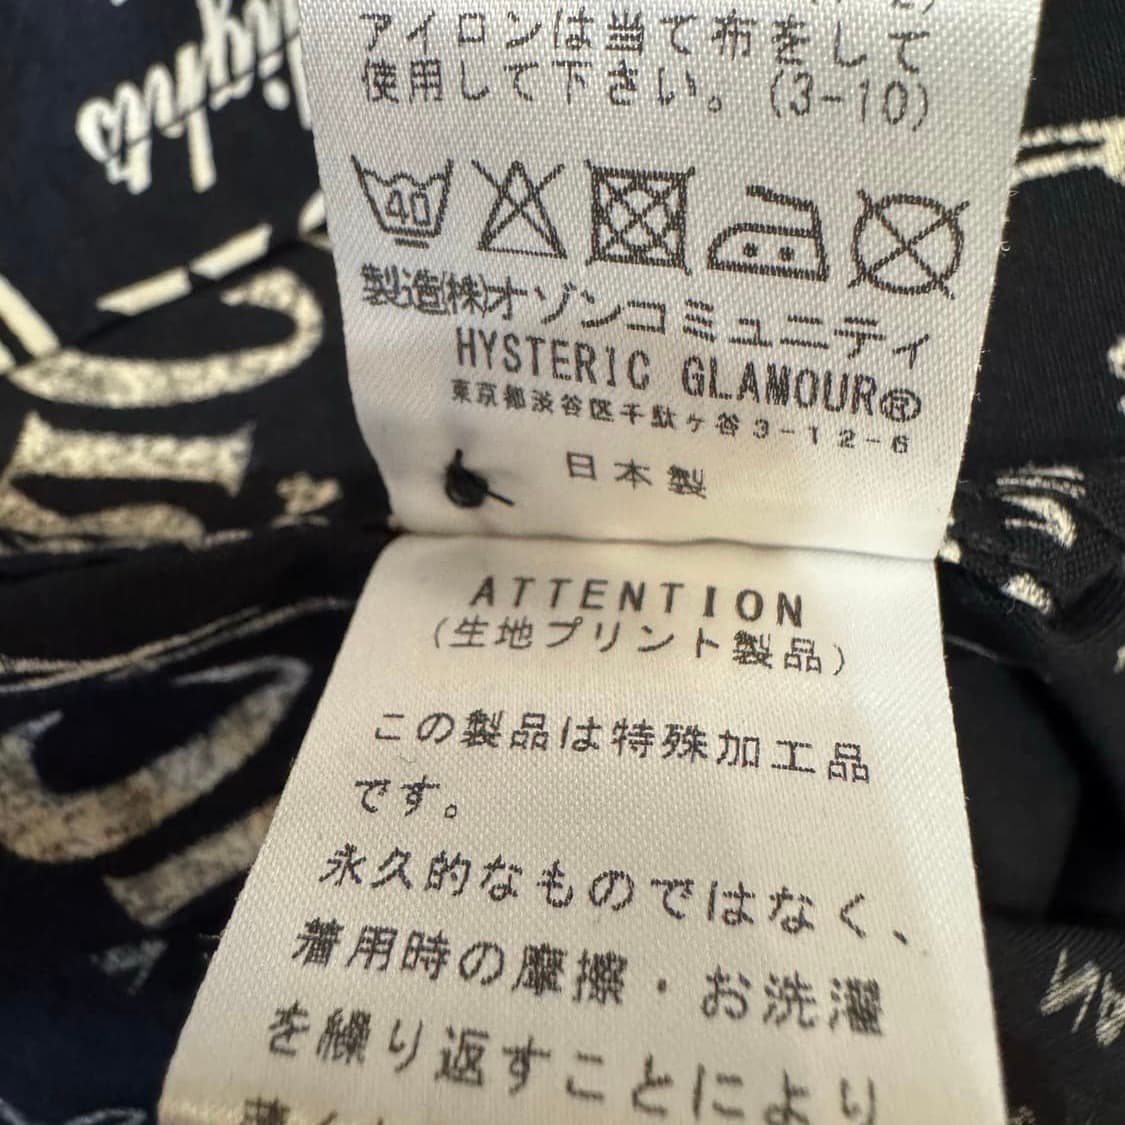 アイロンは当て布をして
使用して下さい。(3-10)
40
製造(株)オゾンコミュニティ
HYSTERIC GLAMOUR®
東京都渋谷区千駄ヶ谷3-12-6
日本製
ATTENTION
(生地プリント製品)
この製品は特殊加工品
です。
永久的なものではなく、
着用時の摩擦・お洗濯
を繰り返すことにより